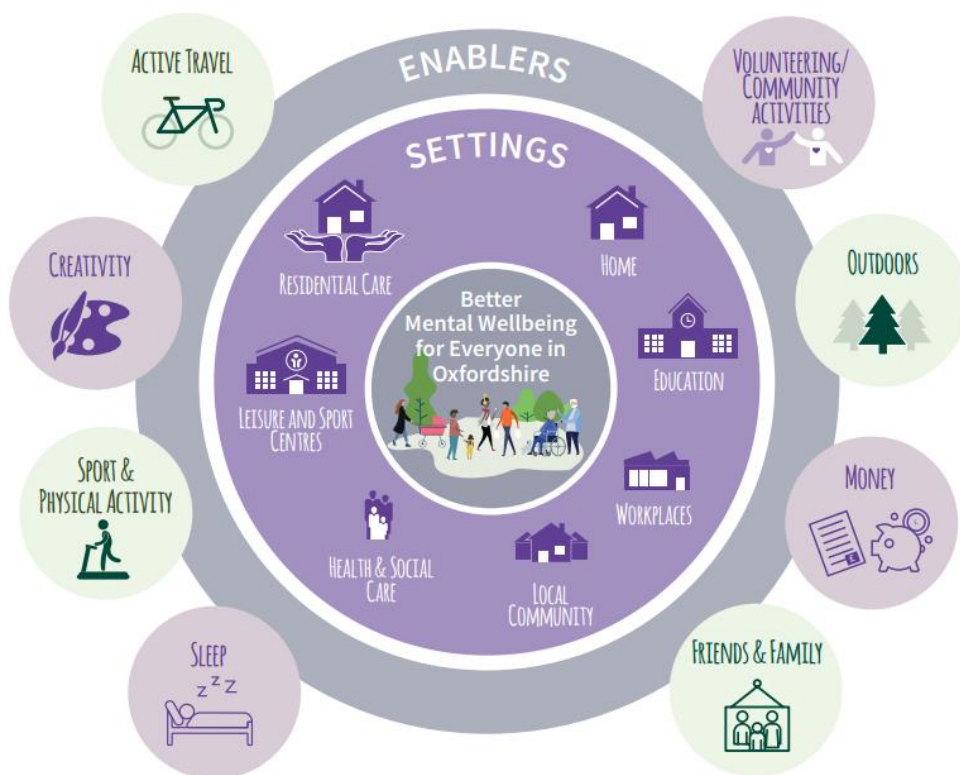 ENABLERS
SETTINGS
ACTIVE TRAVEL
CREATIVITY
SPORT &
PHYSICAL ACTIVITY
SLEEP
VOLUNTEERING/
COMMUNITY
ACTIVITIES
OUTDOORS
MONEY
FRIENDS & FAMILY
RESIDENTIAL CARE
LEISURE AND SPORT
CENTRES
HEALTH & SOCIAL
CARE
HOME
EDUCATION
WORKPLACES
LOCAL
COMMUNITY
Better
Mental Wellbeing
for Everyone in
Oxfordshire
z z Z Z
£